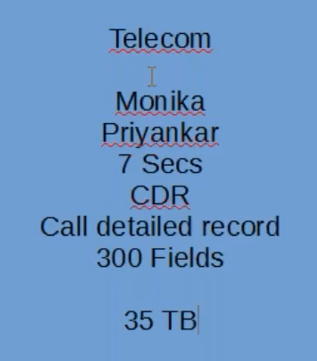 Telecom
Monika
Priyankar
7 Secs
CDR
Call detailed record
300 Fields
35 TB